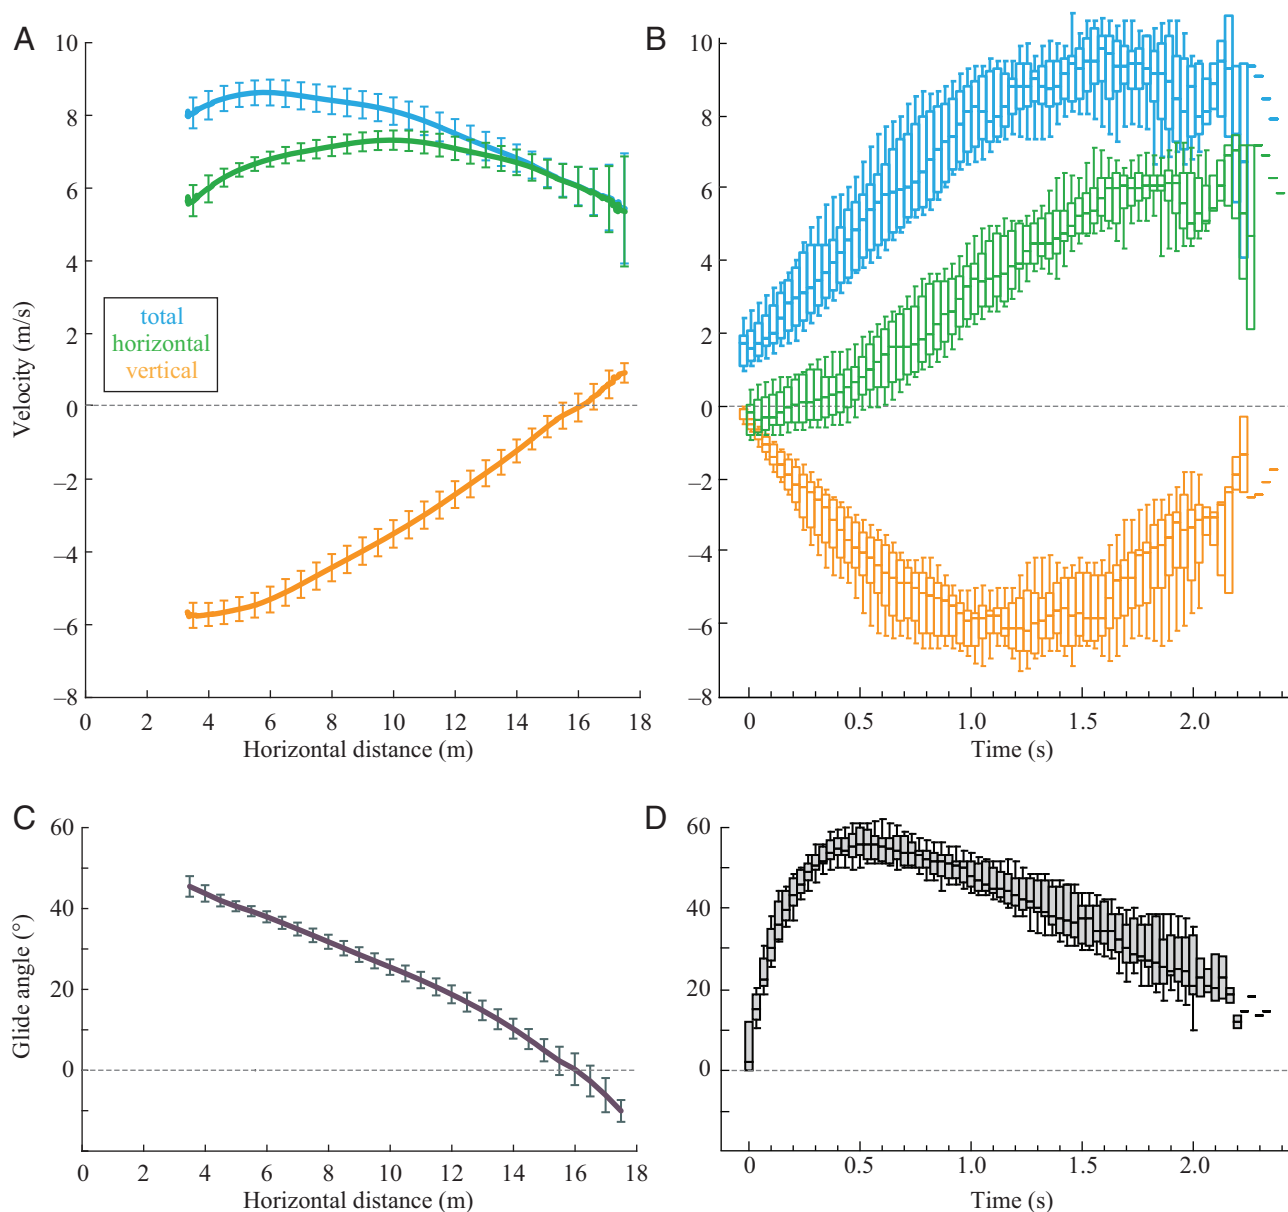 A
B
10
8
6
4
2
0
–2
–4
–6
–8
Velocity (m/s)
total
horizontal
vertical
0 2 4 6 8 10 12 14 16 18
Horizontal distance (m)
10
8
6
4
2
0
–2
–4
–6
–8
0 0.5 1.0 1.5 2.0
Time (s)
C
D
60
40
20
0
Glide angle (°)
0 2 4 6 8 10 12 14 16 18
Horizontal distance (m)
60
40
20
0
0 0.5 1.0 1.5 2.0
Time (s)